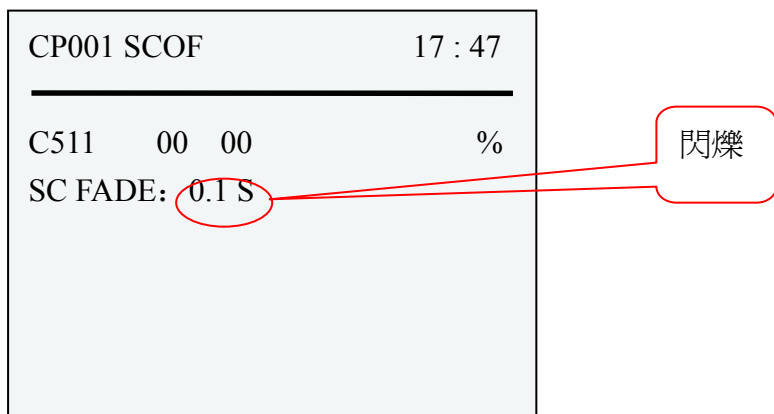 CP001 SCOF 17 : 47
C511 00 00 %
SC FADE：0.1 S
閃爍